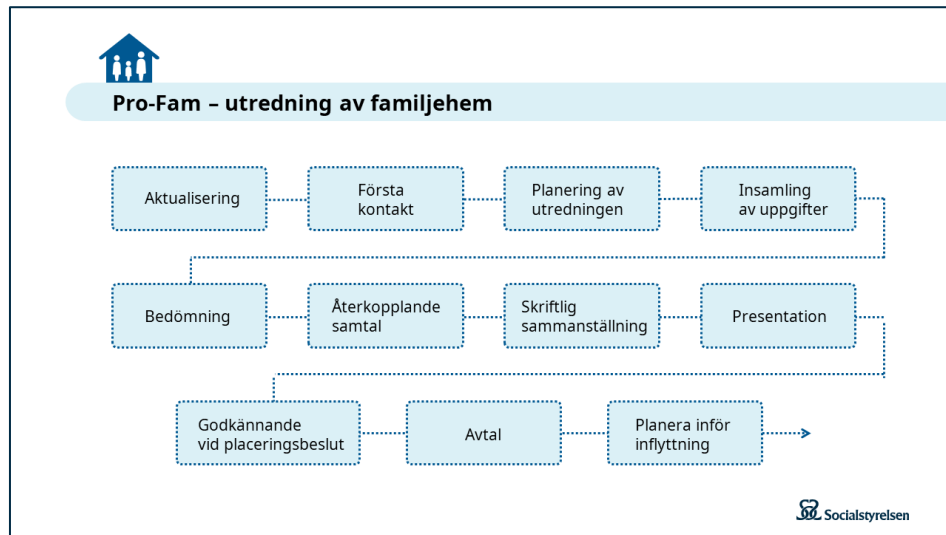 Pro-Fam – utredning av familjehem
Aktualisering
Första
kontakt
Planering av
utredningen
Insamling
av uppgifter
Bedömning
Återkopplande
samtal
Skriftlig
sammanställning
Presentation
Godkännande
vid placeringsbeslut
Avtal
Planera inför
inflyttning
Socialstyrelsen